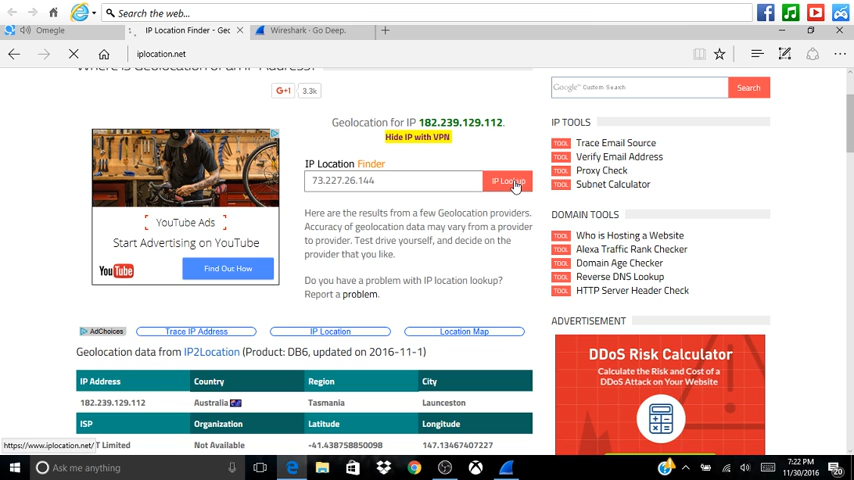 Search the web...
Omegle
IP Location Finder - Geo
Wireshark · Go Deep.
iplocation.net
Where is Geolocation of an IP Address?
G+1
3.3k
Google Custom Search
Search
Geolocation for IP 182.239.129.112.
Hide IP with VPN
IP Location Finder
73.227.26.144
IP Lookup
Here are the results from a few Geolocation providers.
Accuracy of geolocation data may vary from a provider
to provider. Test drive yourself, and decide on the
provider that you like.
Do you have a problem with IP location lookup?
Report a problem.
YouTube Ads
Start Advertising on YouTube
YouTube
Find Out How
IP TOOLS
TOOL Trace Email Source
TOOL Verify Email Address
TOOL Proxy Check
TOOL Subnet Calculator
DOMAIN TOOLS
TOOL Who is Hosting a Website
TOOL Alexa Traffic Rank Checker
TOOL Domain Age Checker
TOOL Reverse DNS Lookup
TOOL HTTP Server Header Check
ADVERTISEMENT
DDoS Risk Calculator
Calculate the Risk and Cost of a
DDoS Attack on Your Website
AdChoices
Trace IP Address
IP Location
Location Map
Geolocation data from IP2Location (Product: DB6, updated on 2016-11-1)
IP Address Country Region City
182.239.129.112 Australia Tasmania Launceston
ISP Organization Latitude Longitude
T Limited Not Available -41.438758850098 147.13467407227
https://www.iplocation.net/
Ask me anything
7:22 PM
11/30/2016
20